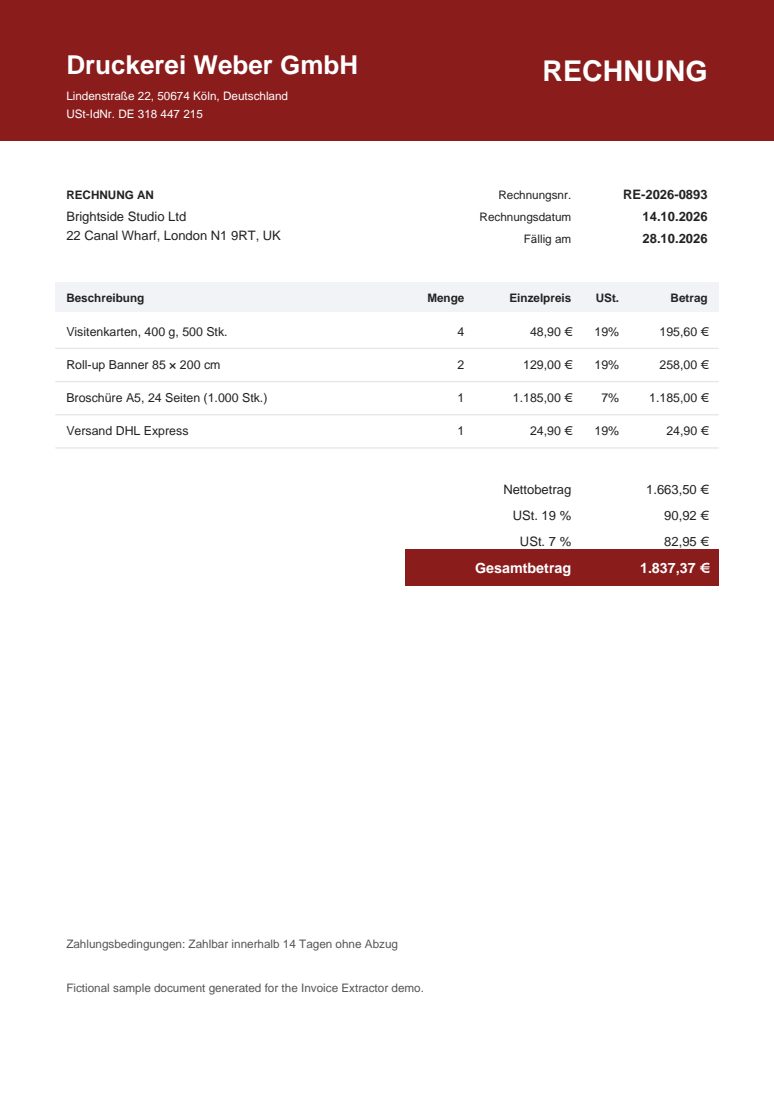 Druckerei Weber GmbH
RECHNUNG
Lindenstraße 22, 50674 Köln, Deutschland
USt-IdNr. DE 318 447 215
RECHNUNG AN
Brightside Studio Ltd
22 Canal Wharf, London N1 9RT, UK
Rechnungsnr. RE-2026-0893
Rechnungsdatum 14.10.2026
Fällig am 28.10.2026
Beschreibung Menge Einzelpreis USt. Betrag
Visitenkarten, 400 g, 500 Stk. 4 48,90 € 19% 195,60 €
Roll-up Banner 85 × 200 cm 2 129,00 € 19% 258,00 €
Broschüre A5, 24 Seiten (1.000 Stk.) 1 1.185,00 € 7% 1.185,00 €
Versand DHL Express 1 24,90 € 19% 24,90 €
Nettobetrag 1.663,50 €
USt. 19 % 90,92 €
USt. 7 % 82,95 €
Gesamtbetrag 1.837,37 €
Zahlungsbedingungen: Zahlbar innerhalb 14 Tagen ohne Abzug
Fictional sample document generated for the Invoice Extractor demo.